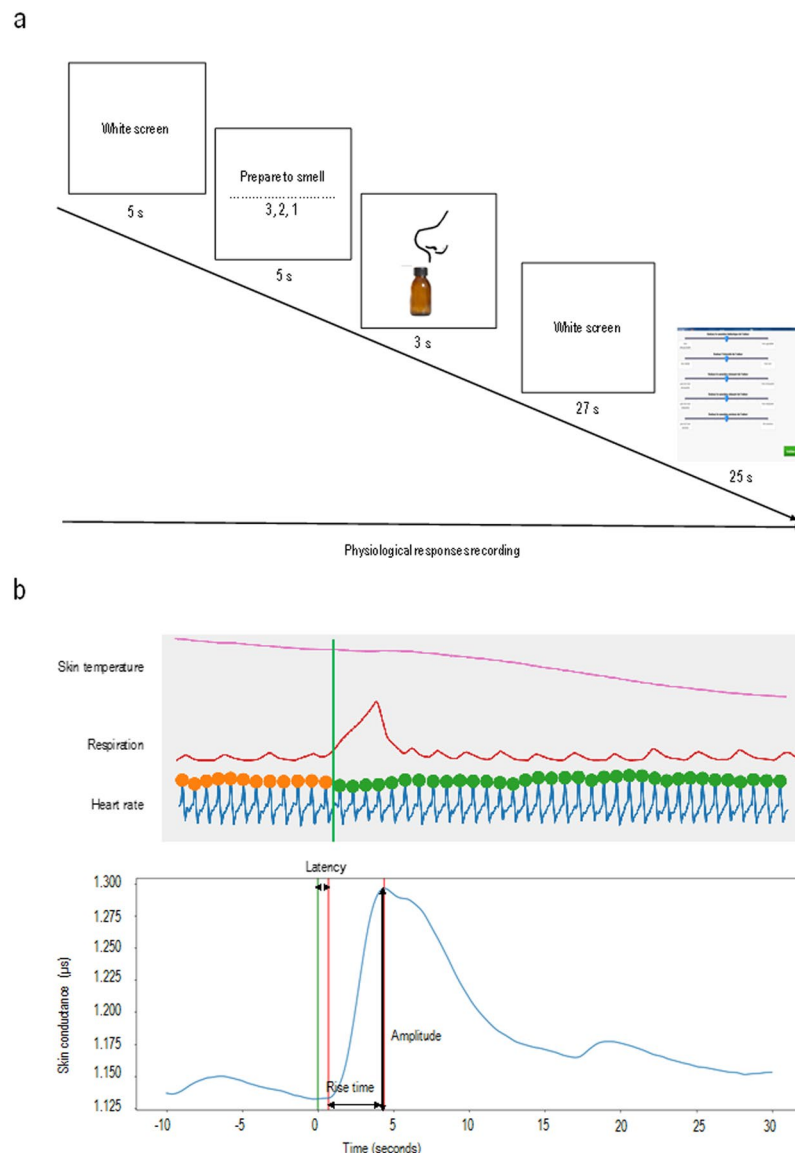 a
White screen
5 s
Prepare to smell
3, 2, 1
5 s
3 s
White screen
27 s
25 s
Physiological responses recording
b
Skin temperature
Respiration
Heart rate
Latency
1.300
1.275
1.250
1.225
1.200
1.175
1.150
1.125
Skin conductance (µs)
Amplitude
Rise time
-10
-5
0
5
10
15
20
25
30
Time (seconds)